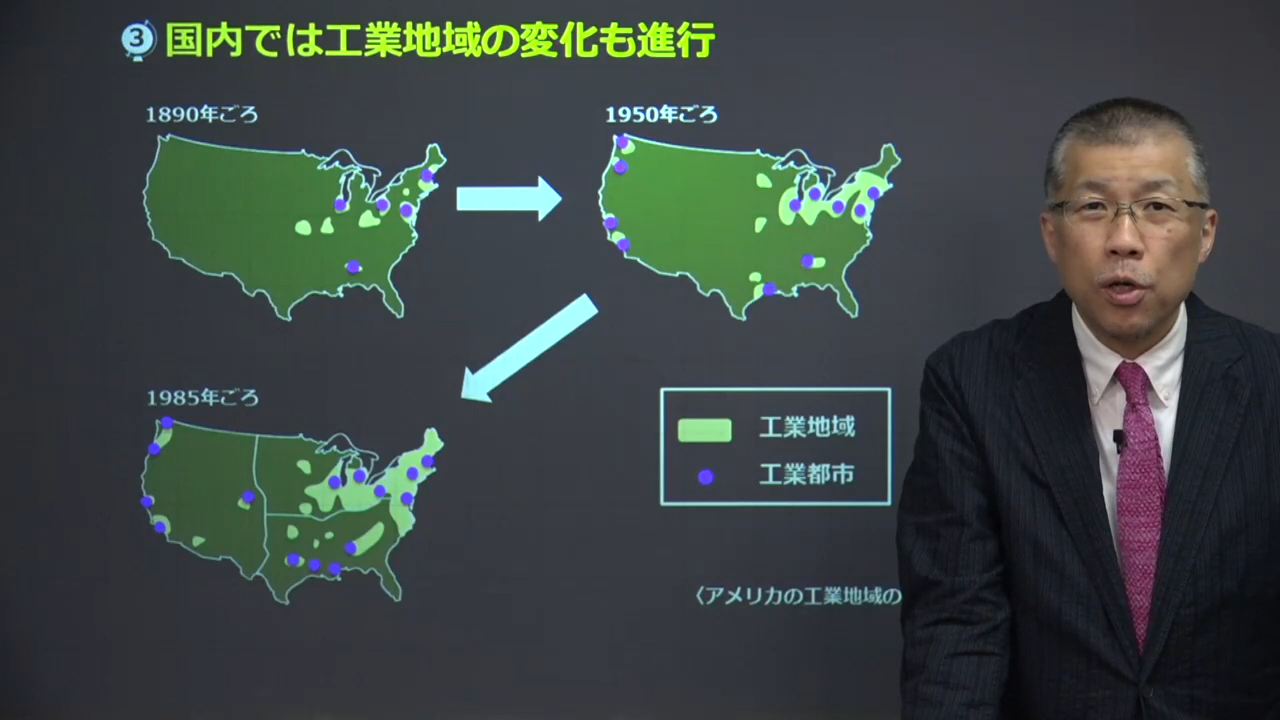 3 国内では工業地域の変化も進行
1890年ごろ
1950年ごろ
1985年ごろ
工業地域
工業都市
〈アメリカの工業地域の